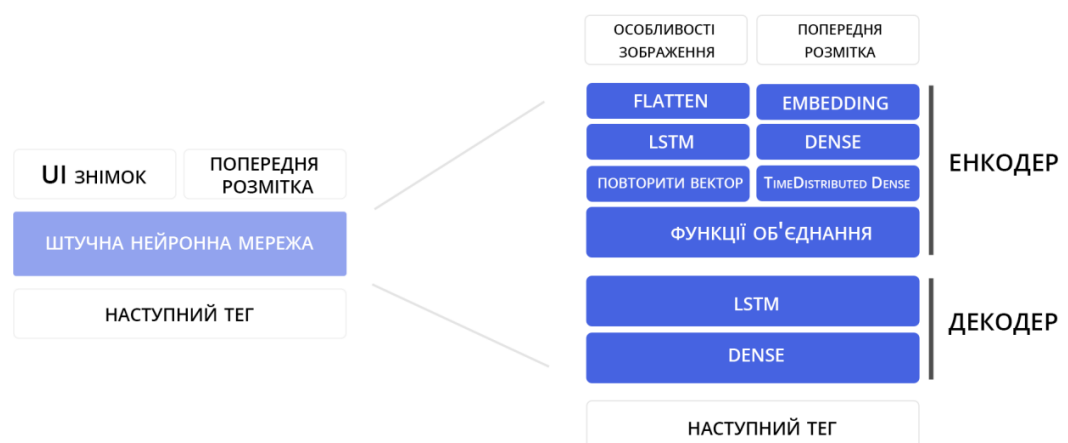 ОСОБЛИВОСТІ
ЗОБРАЖЕННЯ
ПОПЕРЕДНЯ
РОЗМІТКА
FLATTEN
EMBEDDING
LSTM
DENSE
ПОВТОРИТИ ВЕКТОР
TimeDistributed Dense
ФУНКЦІЇ ОБ'ЄДНАННЯ
ЕНКОДЕР
UI ЗНІМОК
ПОПЕРЕДНЯ
РОЗМІТКА
ШТУЧНА НЕЙРОННА МЕРЕЖА
НАСТУПНИЙ ТЕГ
LSTM
DENSE
ДЕКОДЕР
НАСТУПНИЙ ТЕГ